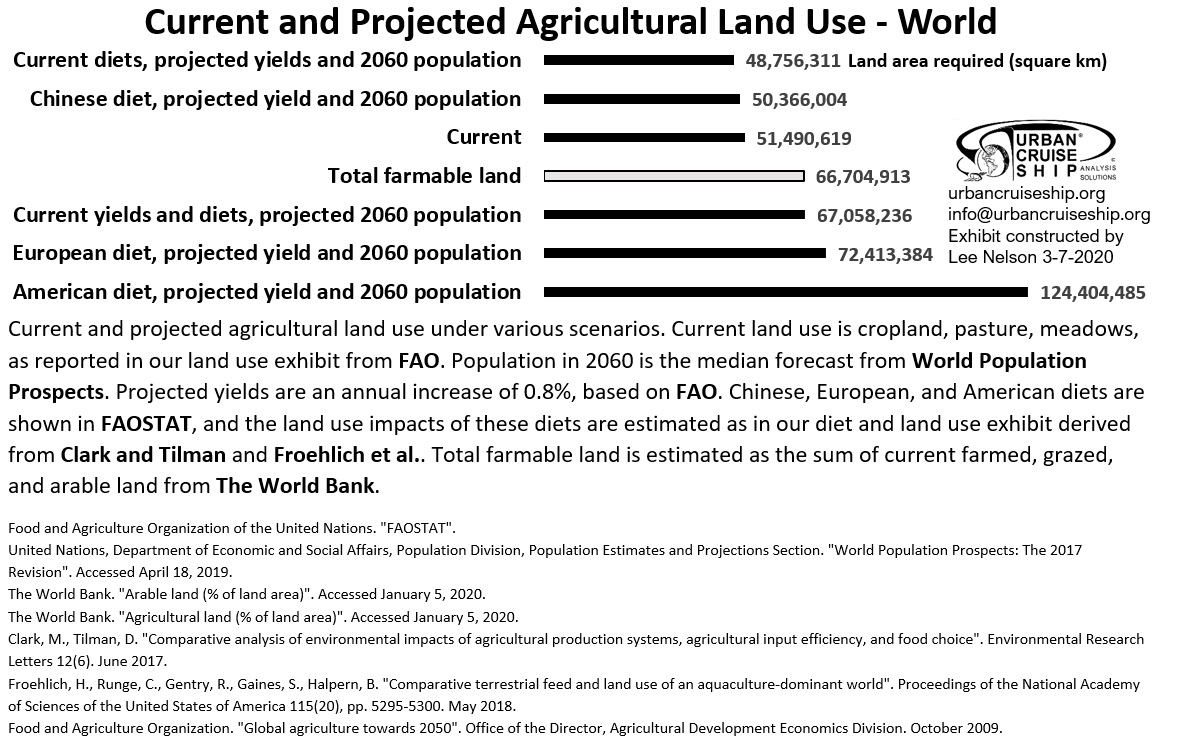 Current and Projected Agricultural Land Use - World
Current diets, projected yields and 2060 population 48,756,311 Land area required (square km)
Chinese diet, projected yield and 2060 population 50,366,004
Current 51,490,619
Total farmable land 66,704,913
Current yields and diets, projected 2060 population 67,058,236
European diet, projected yield and 2060 population 72,413,384
American diet, projected yield and 2060 population 124,404,485
URBAN®
CRUISE
SHIP
©
ANALYSIS
SOLUTIONS
urbancruiseship.org
info@urbancruiseship.org
Exhibit constructed by
Lee Nelson 3-7-2020
Current and projected agricultural land use under various scenarios. Current land use is cropland, pasture, meadows,
as reported in our land use exhibit from FAO. Population in 2060 is the median forecast from World Population
Prospects. Projected yields are an annual increase of 0.8%, based on FAO. Chinese, European, and American diets are
shown in FAOSTAT, and the land use impacts of these diets are estimated as in our diet and land use exhibit derived
from Clark and Tilman and Froehlich et al.. Total farmable land is estimated as the sum of current farmed, grazed,
and arable land from The World Bank.
Food and Agriculture Organization of the United Nations. "FAOSTAT".
United Nations, Department of Economic and Social Affairs, Population Division, Population Estimates and Projections Section. "World Population Prospects: The 2017
Revision". Accessed April 18, 2019.
The World Bank. "Arable land (% of land area)". Accessed January 5, 2020.
The World Bank. "Agricultural land (% of land area)". Accessed January 5, 2020.
Clark, M., Tilman, D. "Comparative analysis of environmental impacts of agricultural production systems, agricultural input efficiency, and food choice". Environmental Research
Letters 12(6). June 2017.
Froehlich, H., Runge, C., Gentry, R., Gaines, S., Halpern, B. "Comparative terrestrial feed and land use of an aquaculture-dominant world". Proceedings of the National Academy
of Sciences of the United States of America 115(20), pp. 5295-5300. May 2018.
Food and Agriculture Organization. "Global agriculture towards 2050". Office of the Director, Agricultural Development Economics Division. October 2009.